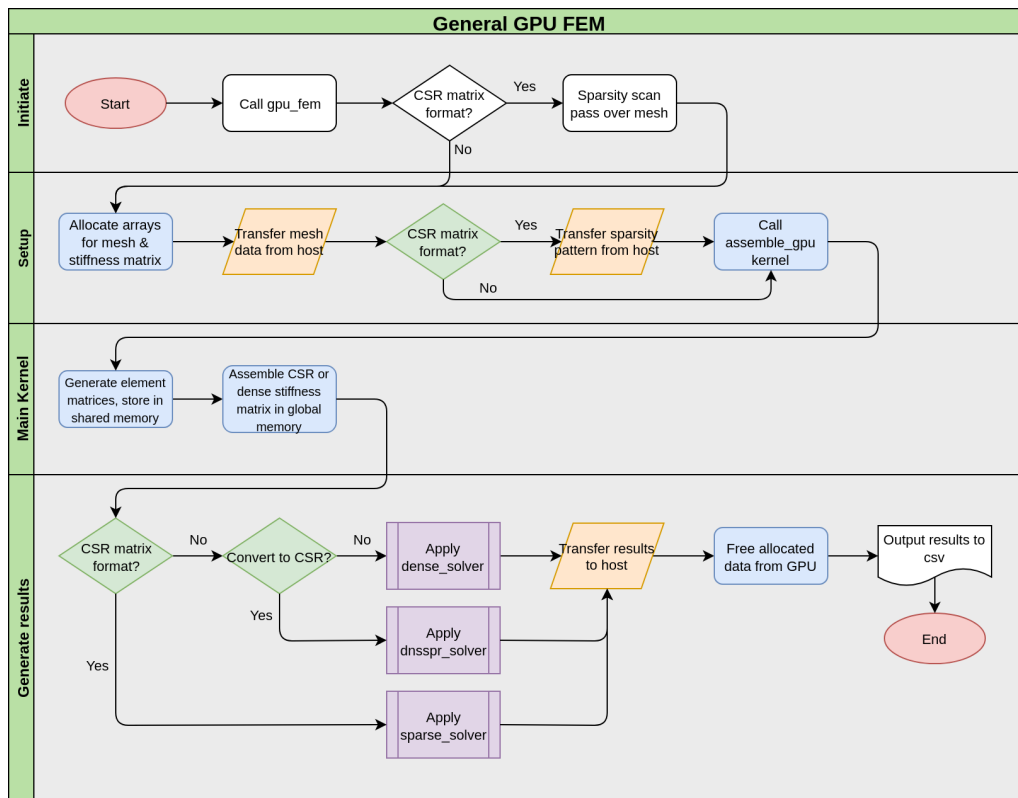 General GPU FEM
Initiate
Start
Call gpu_fem
CSR matrix
format?
Yes
Sparsity scan
pass over mesh
No
Setup
Allocate arrays
for mesh &
stiffness matrix
Transfer mesh
data from host
CSR matrix
format?
Yes
Transfer sparsity
pattern from host
Call
assemble_gpu
kernel
No
Main Kernel
Generate element
matrices, store in
shared memory
Assemble CSR or
dense stiffness
matrix in global
memory
Generate results
CSR matrix
format?
No
Convert to CSR?
No
Apply
dense_solver
Transfer results
to host
Free allocated
data from GPU
Output results to
csv
Yes
Apply
dnsspr_solver
End
Yes
Apply
sparse_solver